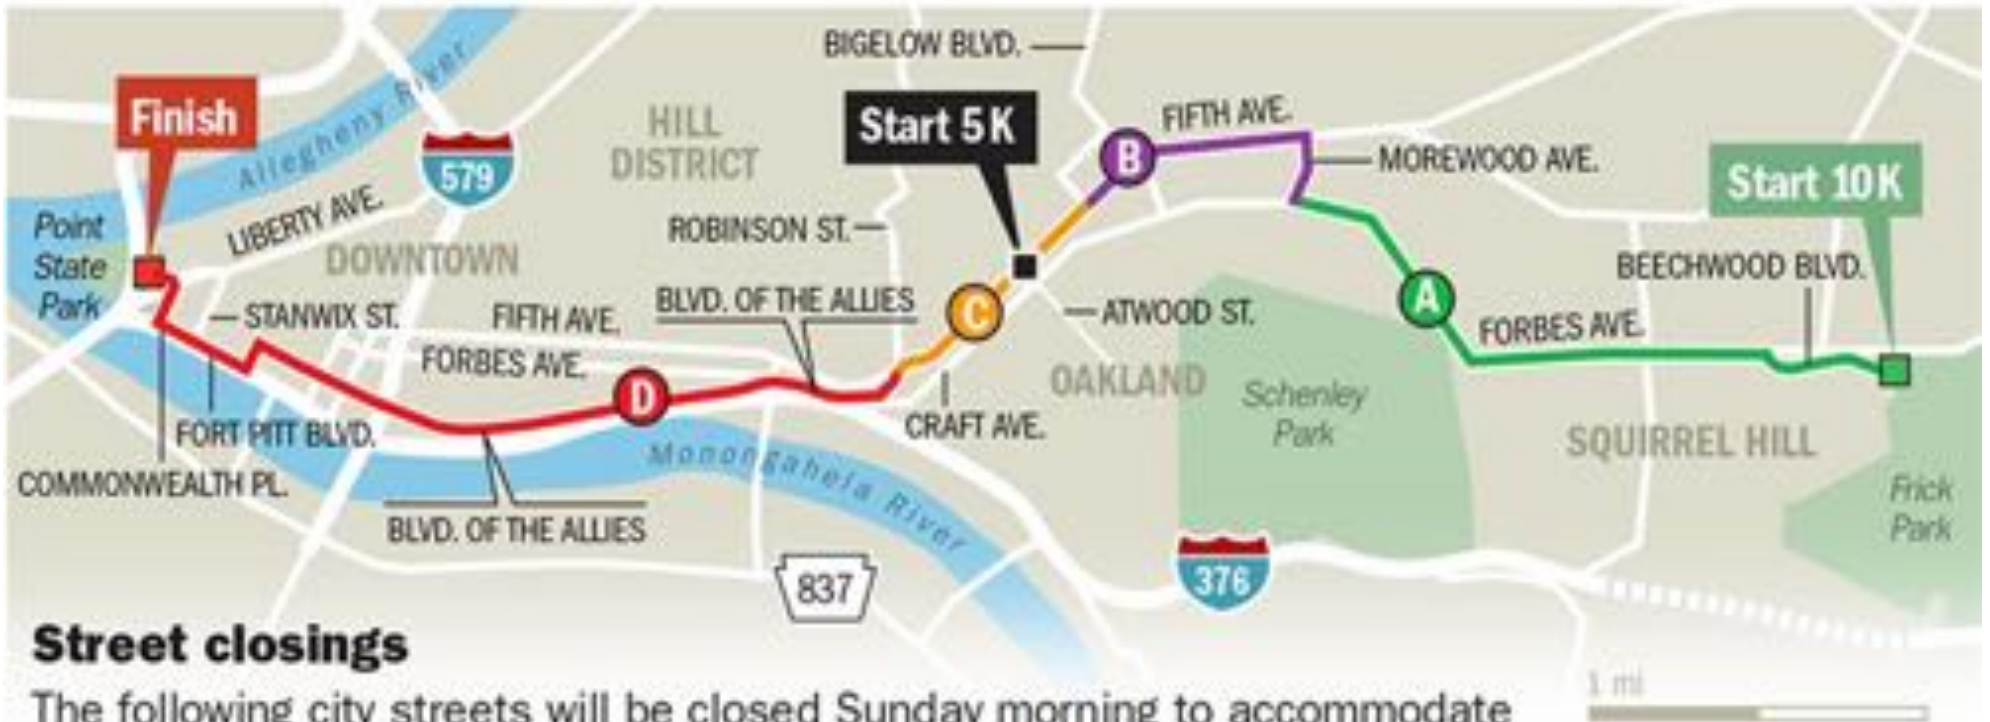 BIGELOW BLVD.
Finish
Allegheny River
579
HILL
DISTRICT
Start 5K
B
FIFTH AVE.
MOREWOOD AVE.
Start 10K
Point
State
Park
LIBERTY AVE.
DOWNTOWN
ROBINSON ST.
BEECHWOOD BLVD.
STANWIX ST.
FIFTH AVE.
BLVD. OF THE ALLIES
C
ATWOOD ST.
A
FORBES AVE.
FORBES AVE.
D
OAKLAND
Schenley
Park
CRAFT AVE.
FORT PITT BLVD.
SQUIRREL HILL
COMMONWEALTH PL.
Monongahela River
Frick
Park
BLVD. OF THE ALLIES
837
376
Street closings
1 mi
The following city streets will be closed Sunday morning to accommodate